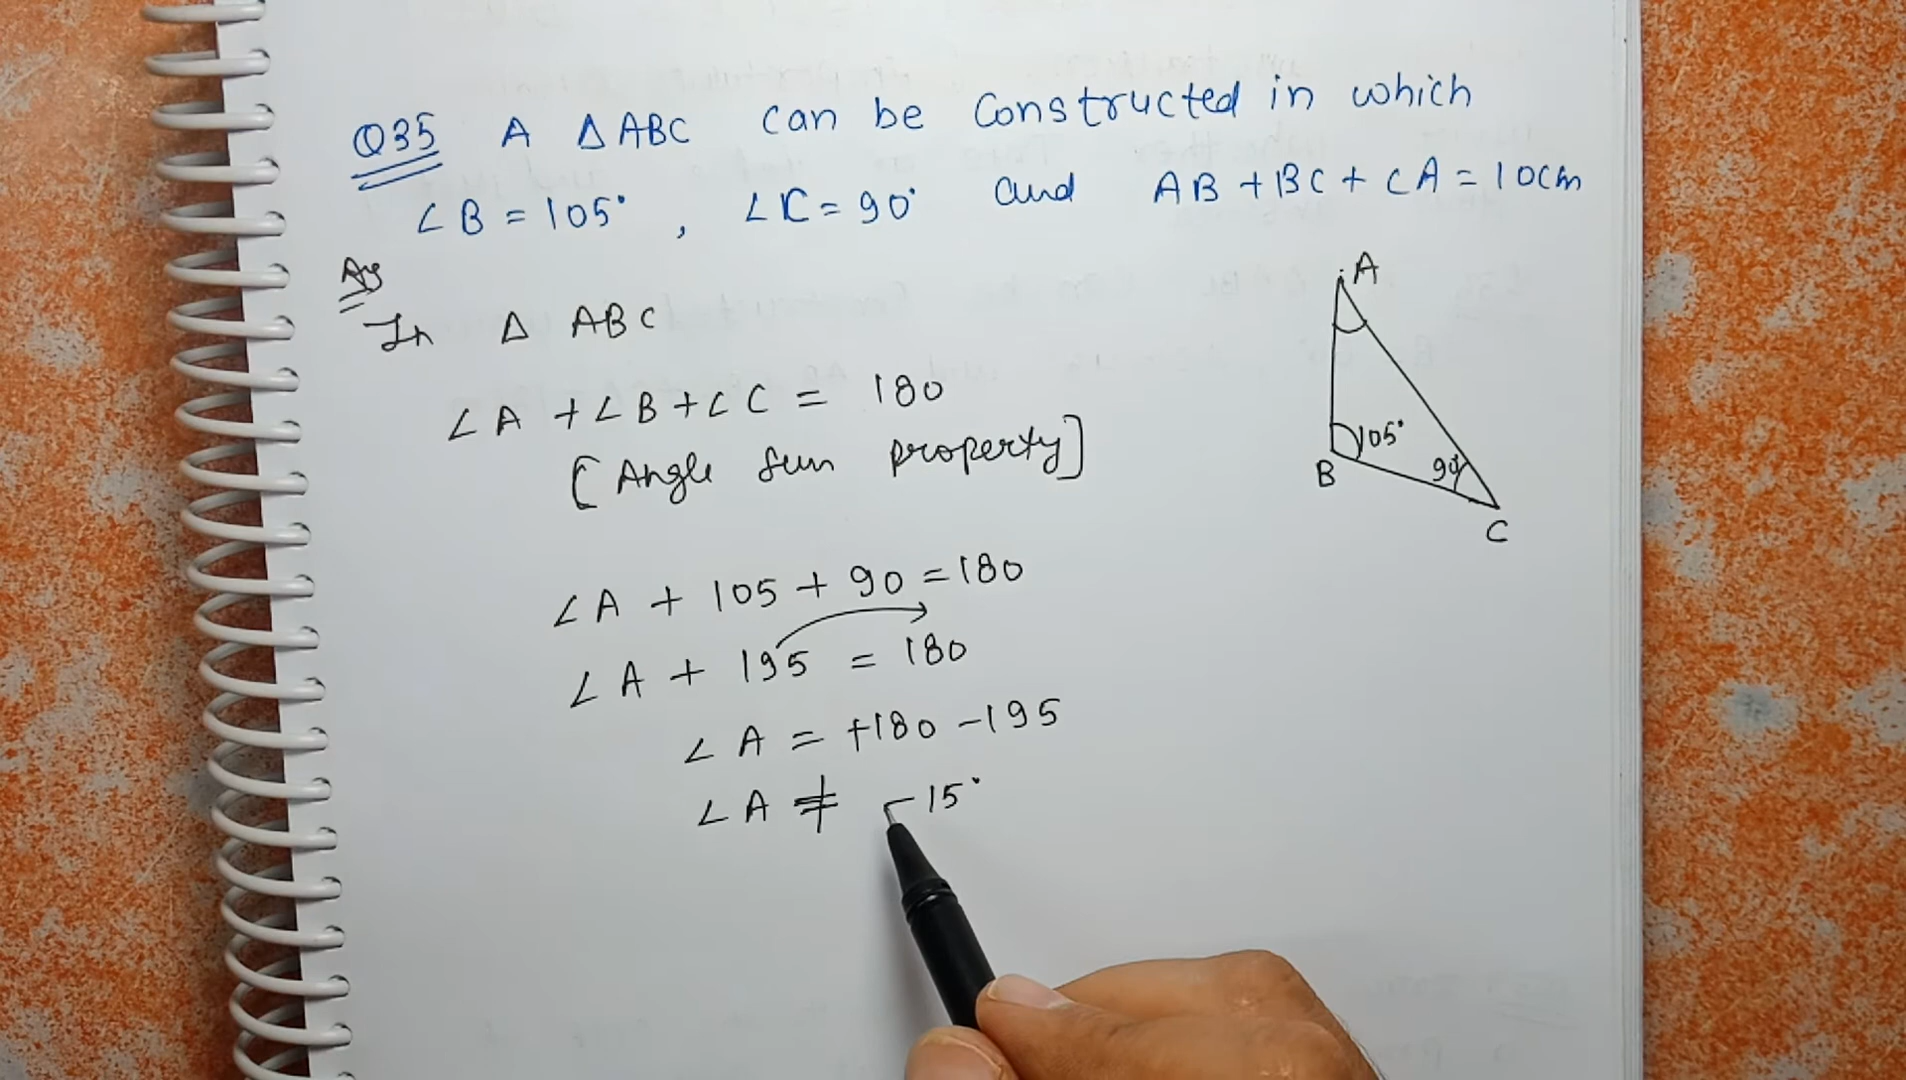 Q35 A △ABC can be constructed in which
∠B = 105°, ∠C = 90° and AB + BC + CA = 10cm
In △ ABC
∠A + ∠B + ∠C = 180
[Angle sum property]
∠A + 105 + 90 = 180
∠A + 195 = 180
∠A = +180 - 195
∠A ≠ -15°
A
105°
B
90°
C